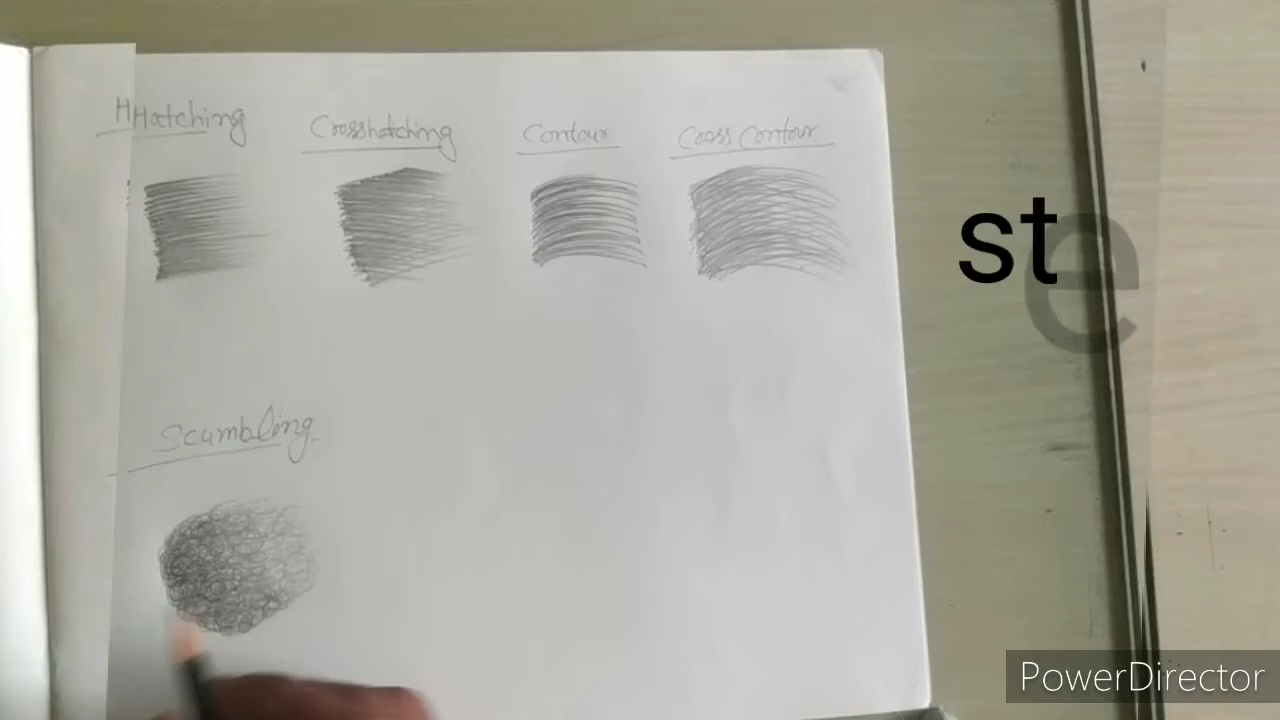 HHatching
Crosshatching
Contour
Cross Contour
st
e
Scumbling
PowerDirector